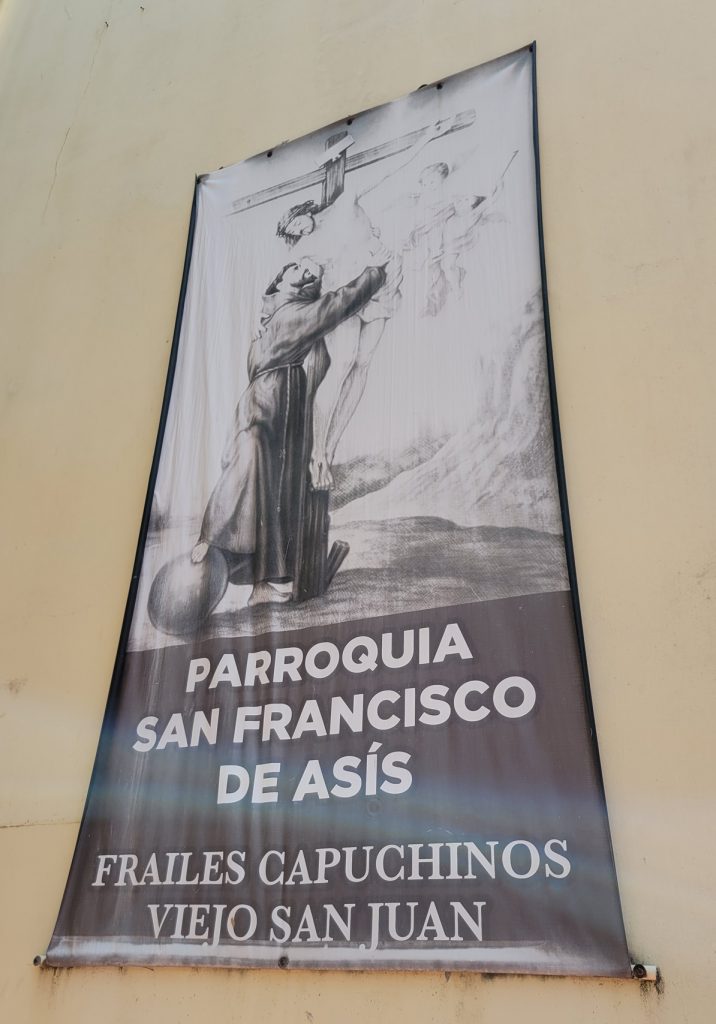 PARROQUIA
SAN FRANCISCO
DE ASÍS
FRAILES CAPUCHINOS
VIEJO SAN JUAN